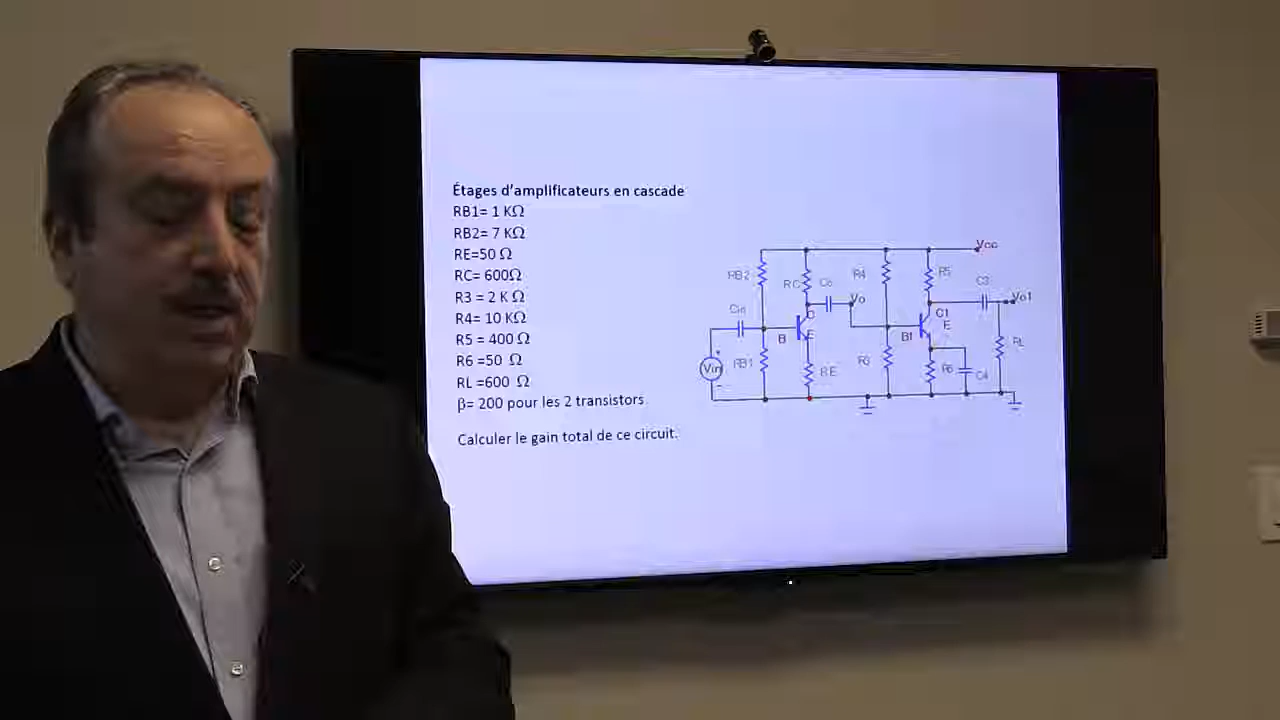 Étages d'amplificateurs en cascade
RB1= 1 KΩ
RB2= 7 KΩ
RE=50 Ω
RC= 600Ω
R3 = 2 K Ω
R4= 10 KΩ
R5 = 400 Ω
R6 =50 Ω
RL =600 Ω
β= 200 pour les 2 transistors
Calculer le gain total de ce circuit.
Vcc
RB2
RC
R4
R5
C3
Vo
Vo1
Cin
C
C1
B
E
B1
E
Vin
RB1
RE
R6
C4
RL